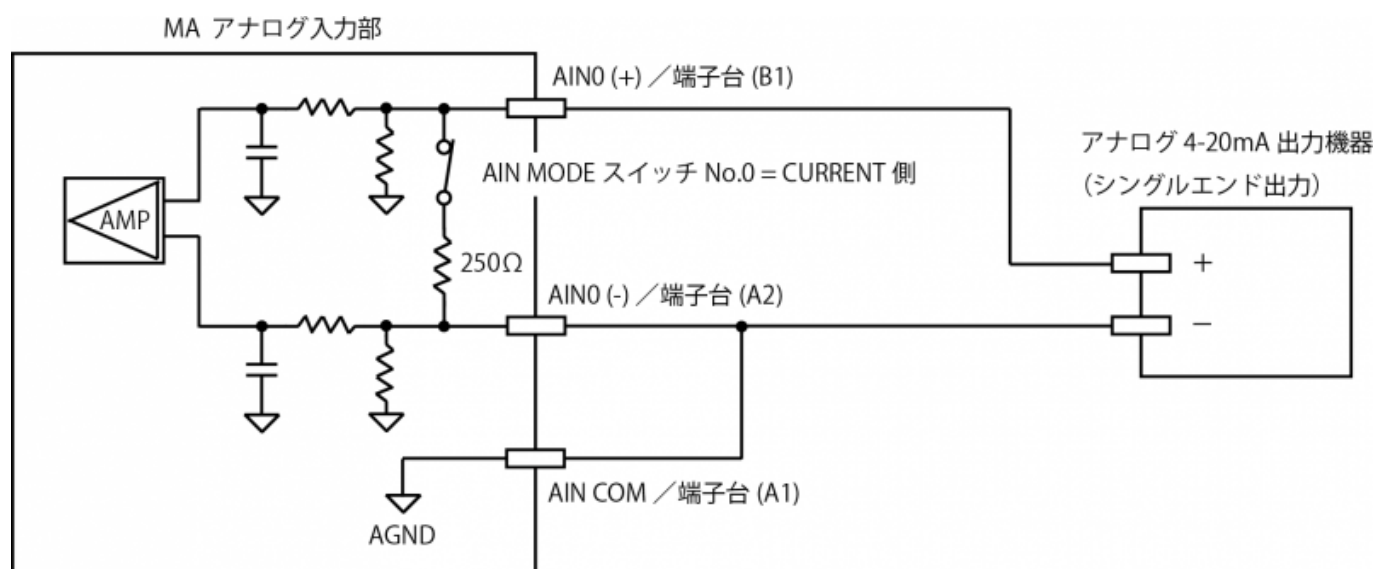 MA アナログ入力部
AIN0 (+) ／端子台 (B1)
アナログ 4-20mA 出力機器
（シングルエンド出力）
AIN MODE スイッチ No.0 = CURRENT 側
AMP
250Ω
+
AIN0 (-) ／端子台 (A2)
−
AIN COM ／端子台 (A1)
AGND